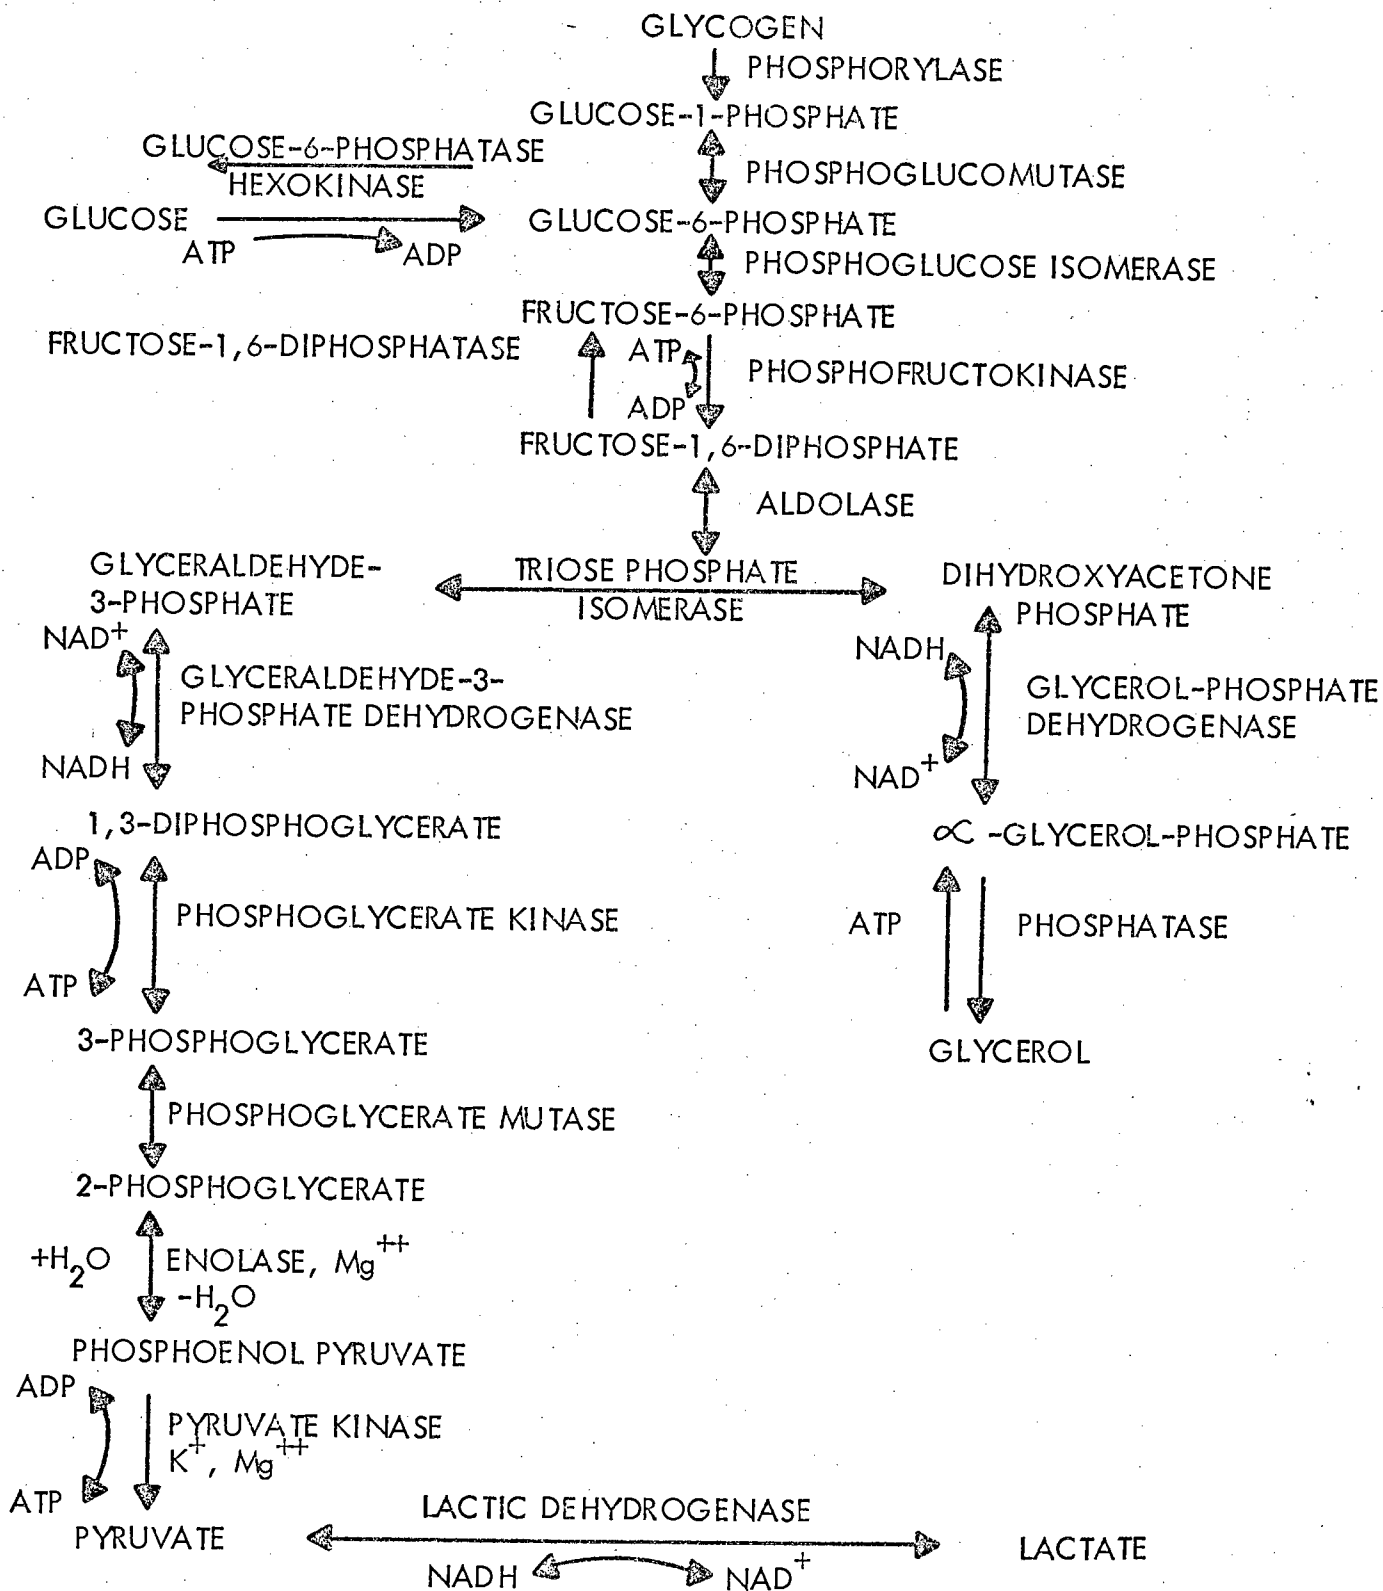 GLYCOGEN
PHOSPHORYLASE
GLUCOSE-1-PHOSPHATE
GLUCOSE-6-PHOSPHATASE
HEXOKINASE
PHOSPHOGLUCOMUTASE
GLUCOSE
GLUCOSE-6-PHOSPHATE
ATP
ADP
PHOSPHOGLUCOSE ISOMERASE
FRUCTOSE-6-PHOSPHATE
FRUCTOSE-1,6-DIPHOSPHATASE
ATP
PHOSPHOFRUCTOKINASE
ADP
FRUCTOSE-1,6-DIPHOSPHATE
ALDOLASE
GLYCERALDEHYDE-
3-PHOSPHATE
TRIOSE PHOSPHATE
ISOMERASE
DIHYDROXYACETONE
PHOSPHATE
NAD+
GLYCERALDEHYDE-3-
PHOSPHATE DEHYDROGENASE
NADH
NADH
GLYCEROL-PHOSPHATE
DEHYDROGENASE
NAD+
1,3-DIPHOSPHOGLYCERATE
∝ -GLYCEROL-PHOSPHATE
ADP
PHOSPHOGLYCERATE KINASE
ATP
ATP
PHOSPHATASE
3-PHOSPHOGLYCERATE
GLYCEROL
PHOSPHOGLYCERATE MUTASE
2-PHOSPHOGLYCERATE
+H2O
ENOLASE, Mg++
-H2O
PHOSPHOENOL PYRUVATE
ADP
PYRUVATE KINASE
K+, Mg++
ATP
PYRUVATE
LACTIC DEHYDROGENASE
LACTATE
NADH
NAD+